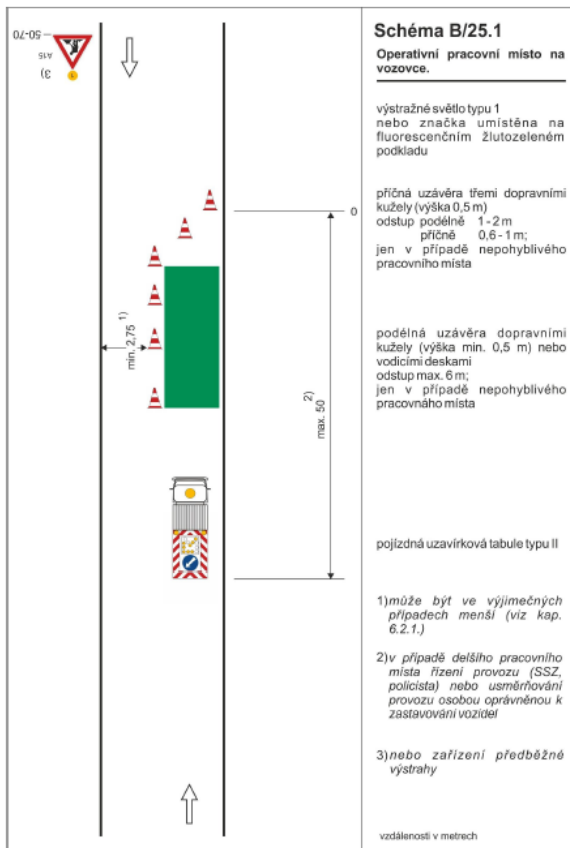 50-70
A15
3)
1
0
min. 2,75 1)
2)
max. 50
Schéma B/25.1
Operativní pracovní místo na
vozovce.
výstražné světlo typu 1
nebo značka umístěna na
fluorescenčním žlutozeleném
podkladu
příčná uzávěra třemi dopravními
kužely (výška 0,5 m)
odstup podélně 1-2 m
příčně 0,6-1 m;
jen v případě nepohyblivého
pracovního místa
podélná uzávěra dopravními
kužely (výška min. 0,5 m) nebo
vodicími deskami
odstup max. 6 m;
jen v případě nepohyblivého
pracovnáho místa
pojízdná uzavírková tabule typu II
1) může být ve výjimečných
případech menší (viz kap.
6.2.1.)
2) v případě delšího pracovního
místa řízení provozu (SSZ,
policista) nebo usměrňování
provozu osobou oprávněnou k
zastavování vozidel
3) nebo zařízení předběžné
výstrahy
vzdálenosti v metrech